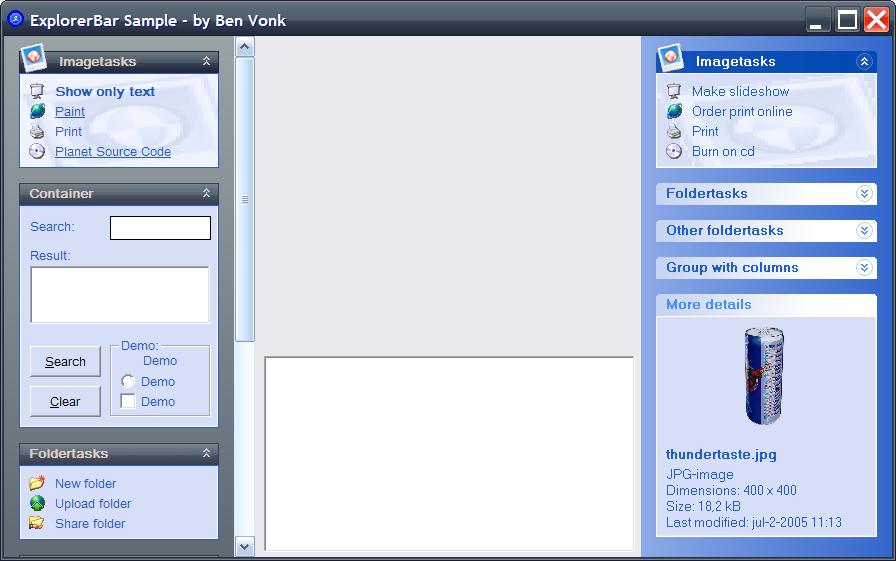 ExplorerBar Sample - by Ben Vonk
Imagetasks
Show only text
Paint
Print
Planet Source Code
Container
Search:
Result:
Search
Clear
Demo:
Demo
Demo
Demo
Foldertasks
New folder
Upload folder
Share folder
Imagetasks
Make slideshow
Order print online
Print
Burn on cd
Foldertasks
Other foldertasks
Group with columns
More details
thundertaste.jpg
JPG-image
Dimensions: 400 x 400
Size: 18,2 kB
Last modified: jul-2-2005 11:13